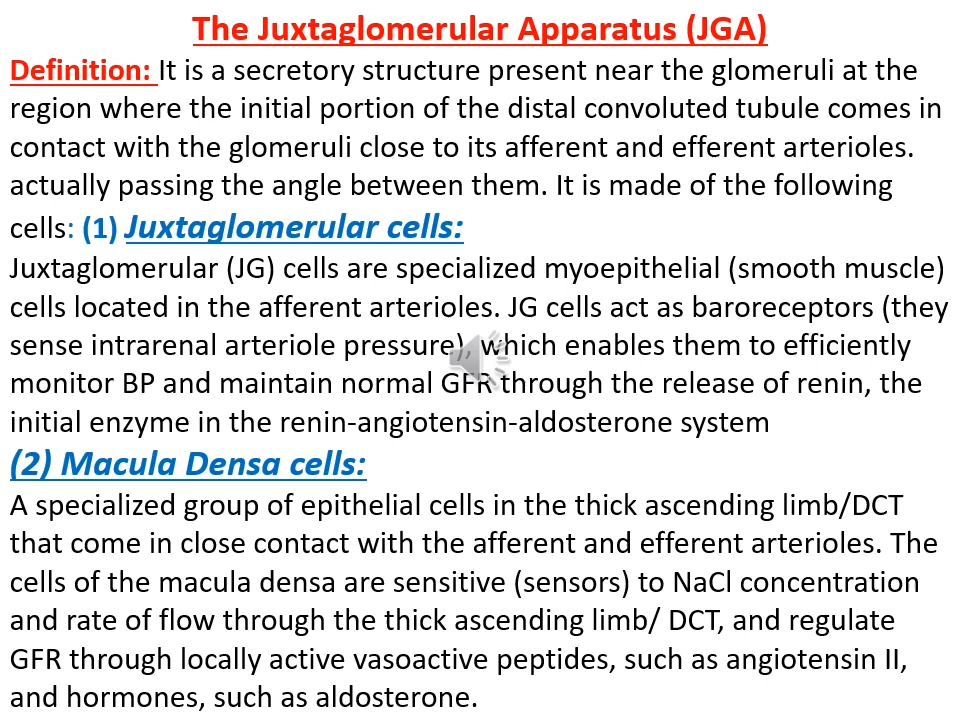 The Juxtaglomerular Apparatus (JGA)
Definition: It is a secretory structure present near the glomeruli at the
region where the initial portion of the distal convoluted tubule comes in
contact with the glomeruli close to its afferent and efferent arterioles.
actually passing the angle between them. It is made of the following
cells: (1) Juxtaglomerular cells:
Juxtaglomerular (JG) cells are specialized myoepithelial (smooth muscle)
cells located in the afferent arterioles. JG cells act as baroreceptors (they
sense intrarenal arteriole pressure), which enables them to efficiently
monitor BP and maintain normal GFR through the release of renin, the
initial enzyme in the renin-angiotensin-aldosterone system
(2) Macula Densa cells:
A specialized group of epithelial cells in the thick ascending limb/DCT
that come in close contact with the afferent and efferent arterioles. The
cells of the macula densa are sensitive (sensors) to NaCl concentration
and rate of flow through the thick ascending limb/ DCT, and regulate
GFR through locally active vasoactive peptides, such as angiotensin II,
and hormones, such as aldosterone.